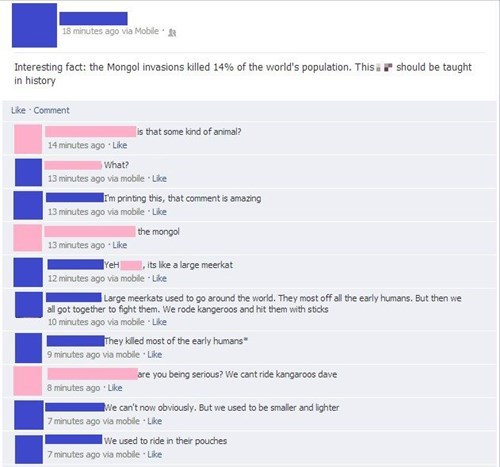 18 minutes ago via Mobile ·
Interesting fact: the Mongol invasions killed 14% of the world's population. This should be taught
in history
Like · Comment
is that some kind of animal?
14 minutes ago · Like
What?
13 minutes ago via mobile · Like
I'm printing this, that comment is amazing
13 minutes ago via mobile · Like
the mongol
13 minutes ago · Like
YeH , its like a large meerkat
12 minutes ago via mobile · Like
Large meerkats used to go around the world. They most off all the early humans. But then we
all got together to fight them. We rode kangeroos and hit them with sticks
10 minutes ago via mobile · Like
They killed most of the early humans*
9 minutes ago via mobile · Like
are you being serious? We cant ride kangaroos dave
8 minutes ago · Like
We can't now obviously. But we used to be smaller and lighter
7 minutes ago via mobile · Like
We used to ride in their pouches
7 minutes ago via mobile · Like